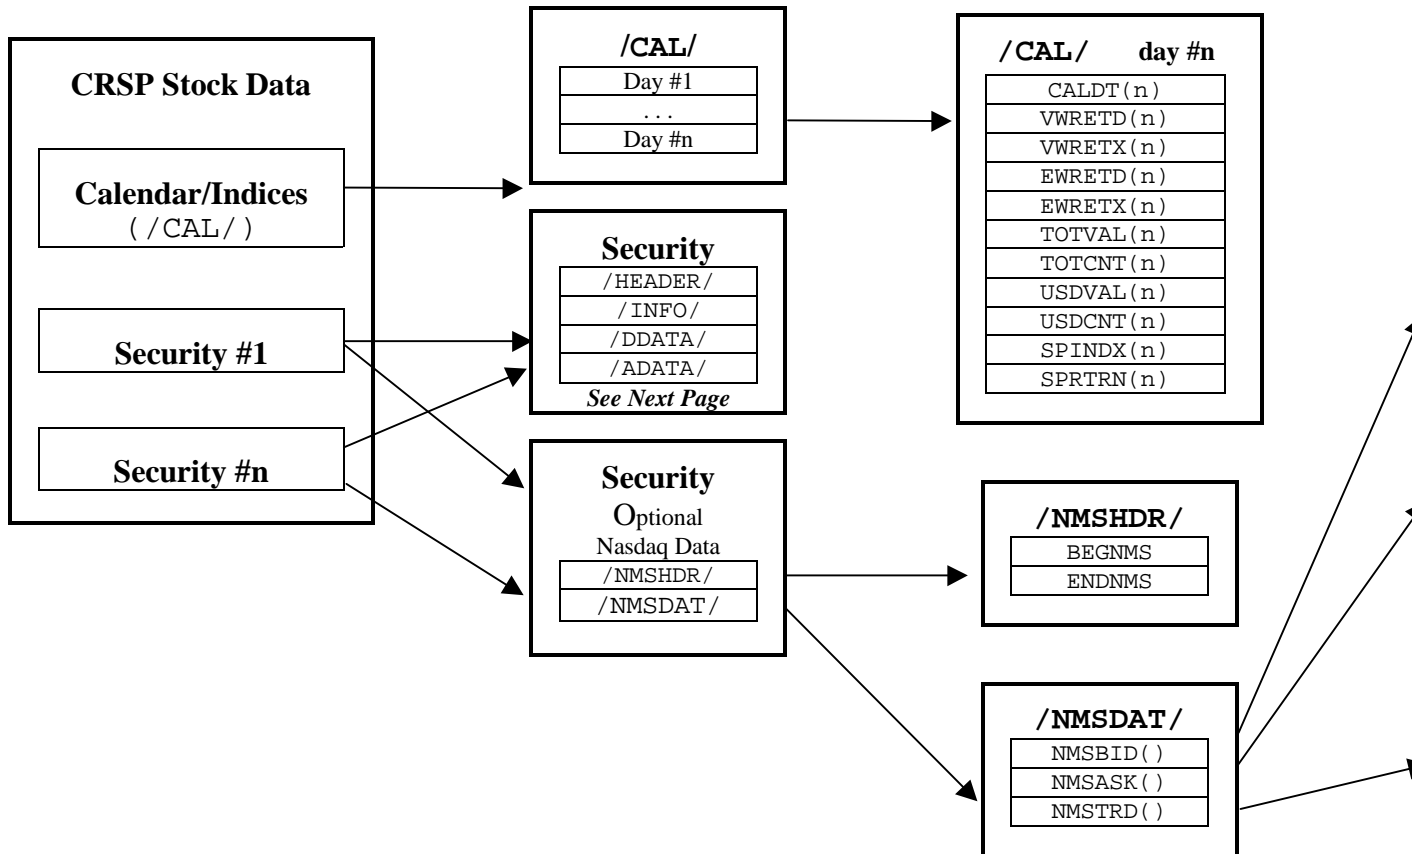 CRSP Stock Data
Calendar/Indices
(/CAL/)
Security #1
Security #n
/CAL/
Day #1
. . .
Day #n
Security
/HEADER/
/INFO/
/DDATA/
/ADATA/
See Next Page
Security
Optional
Nasdaq Data
/NMSHDR/
/NMSDAT/
/CAL/ day #n
CALDT(n)
VWRETD(n)
VWRETX(n)
EWRETD(n)
EWRETX(n)
TOTVAL(n)
TOTCNT(n)
USDVAL(n)
USDCNT(n)
SPINDX(n)
SPRTRN(n)
/NMSHDR/
BEGNMS
ENDNMS
/NMSDAT/
NMSBID()
NMSASK()
NMSTRD()